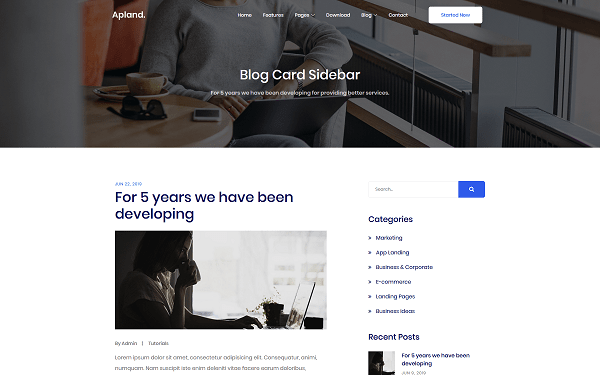 Apland.
Home
Features
Pages
Download
Blog
Contact
Started Now
Blog Card Sidebar
For 5 years we have been developing for providing better services.
JUN 22, 2019
For 5 years we have been
developing
By Admin | Tutorials
Lorem ipsum dolor sit amet, consectetur adipisicing elit. Consequatur, animi,
numquam. Nam suscipit iste enim deleniti vitae facere earum doloribus,
Search...
Categories
Marketing
App Landing
Business & Corporate
E-commerce
Landing Pages
Business Ideas
Recent Posts
For 5 years we have been
developing
JUN 9, 2019